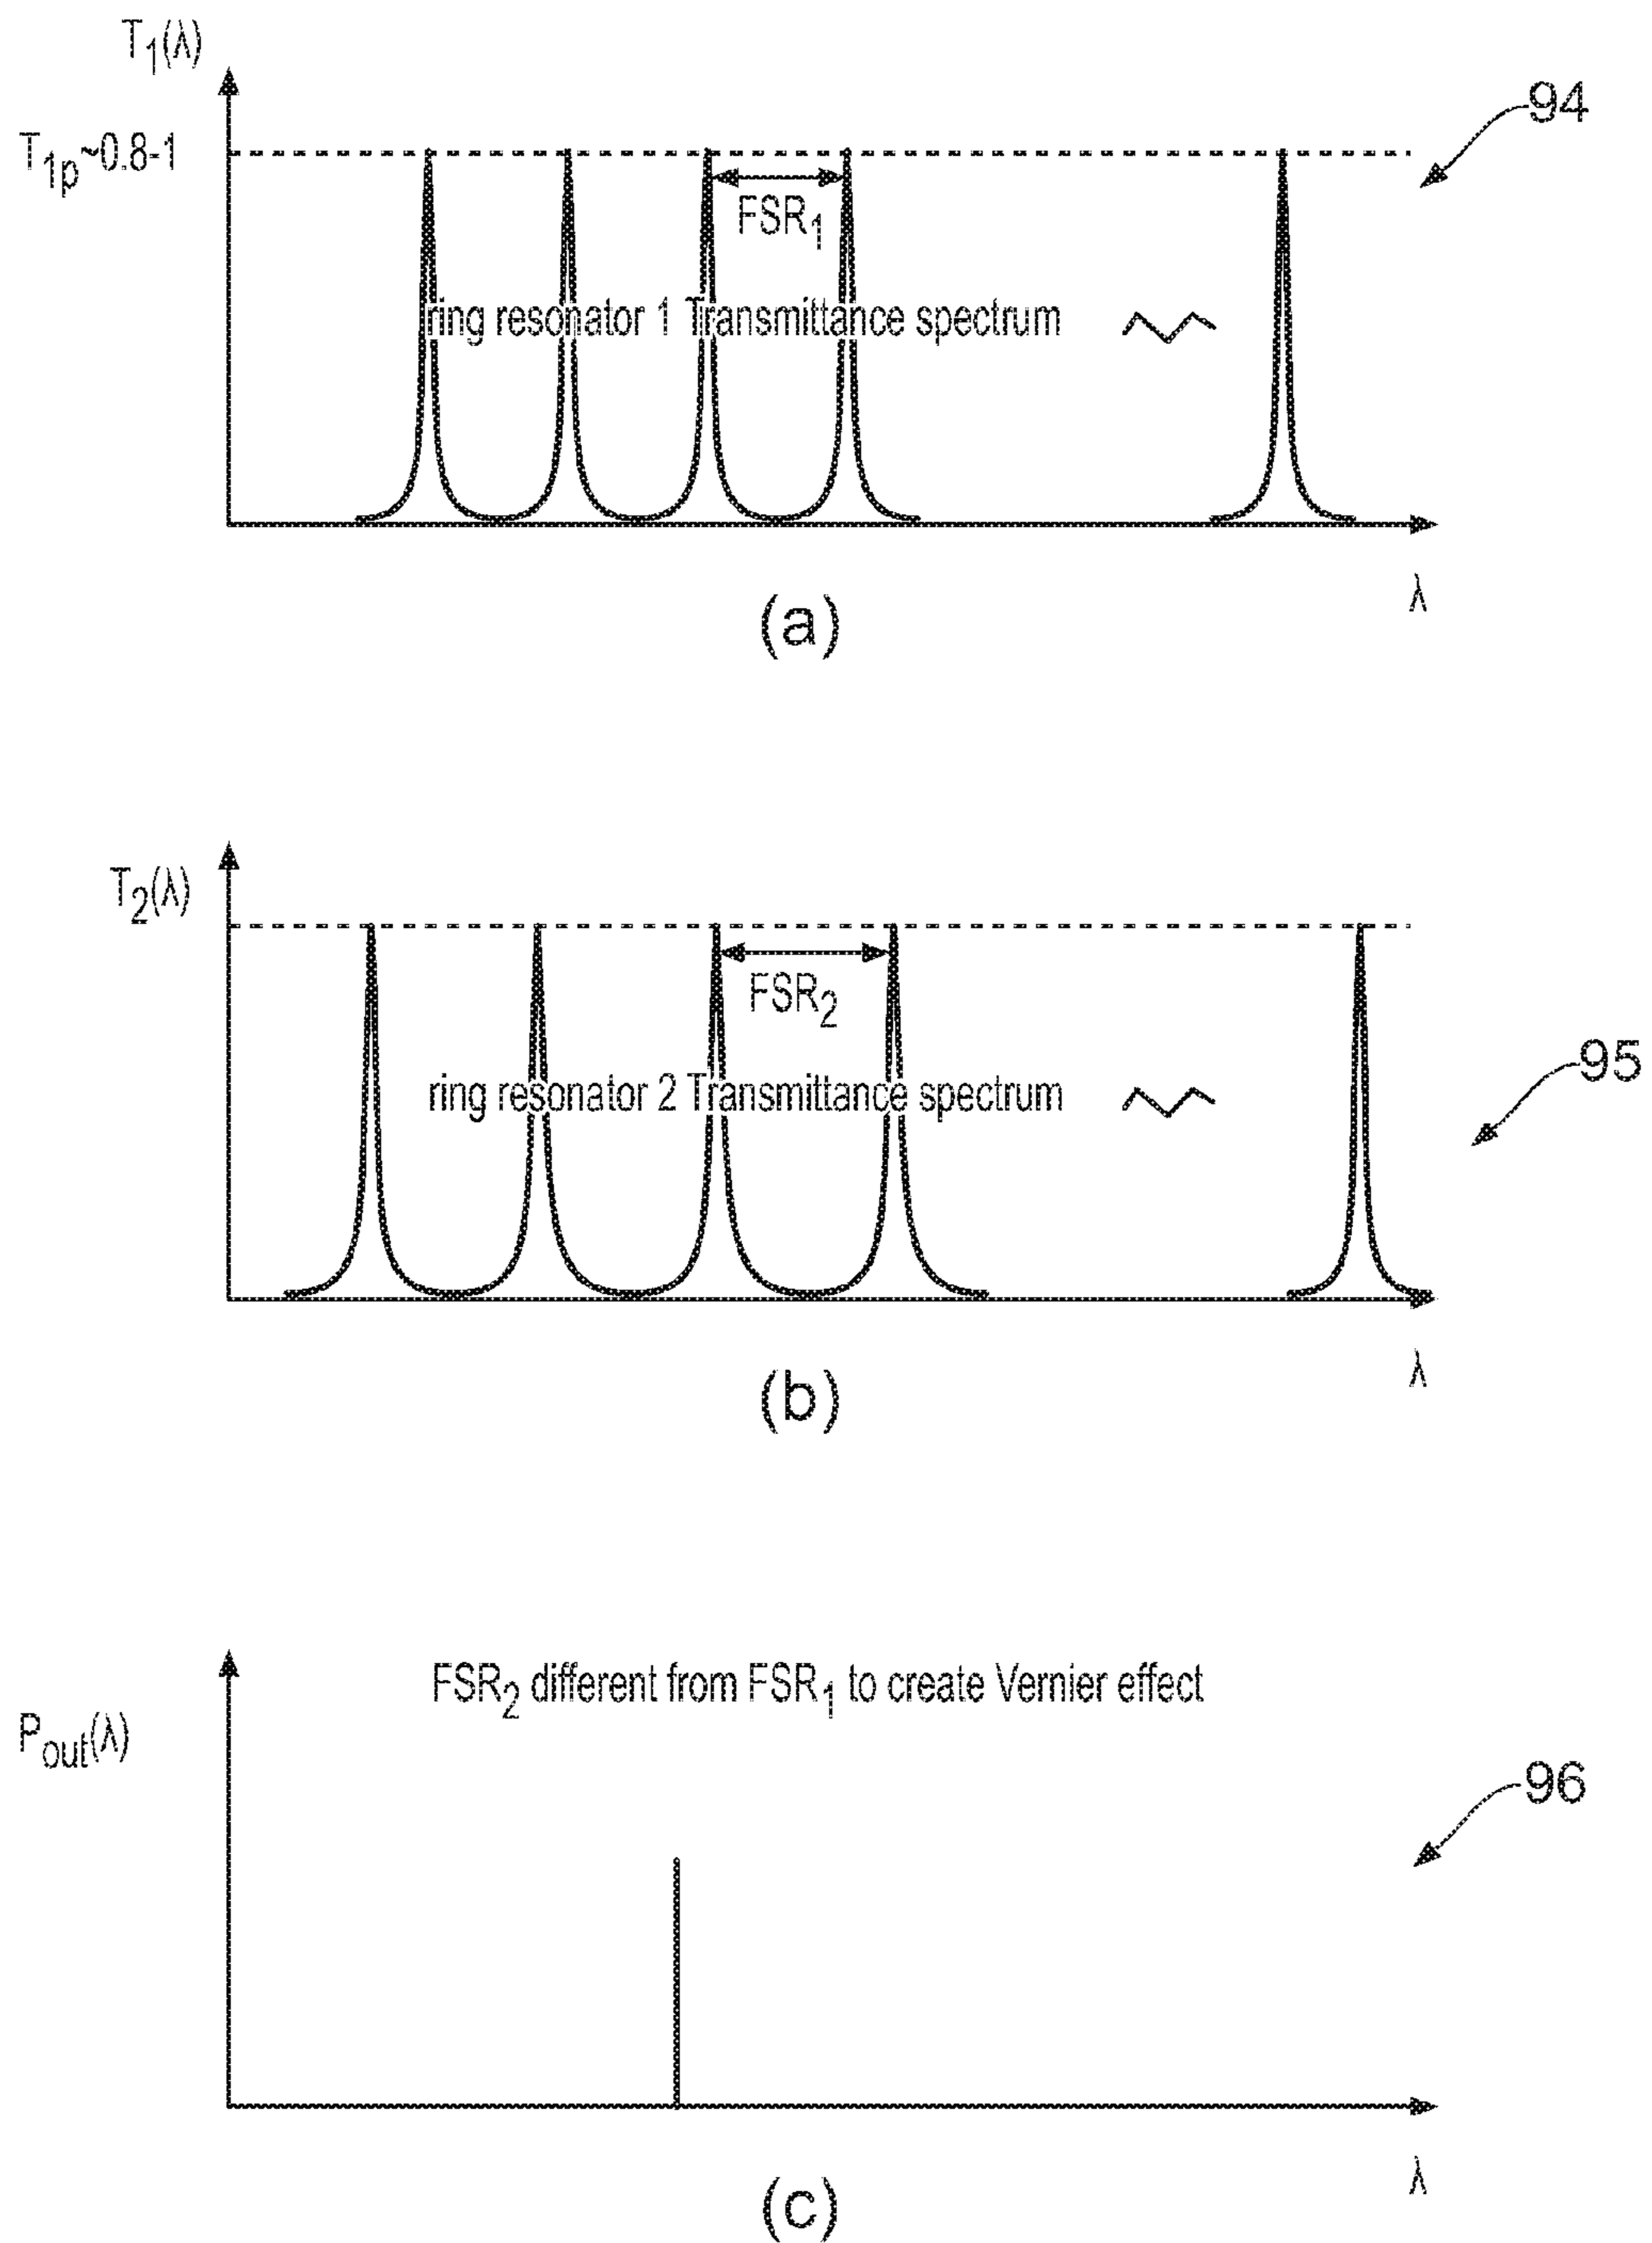 T₁(λ)
94
T₁p~0.8-1
FSR₁
ring resonator 1 Transmittance spectrum
λ
(a)
T₂(λ)
FSR₂
95
ring resonator 2 Transmittance spectrum
λ
(b)
FSR₂ different from FSR₁ to create Vernier effect
Pout(λ)
96
λ
(c)